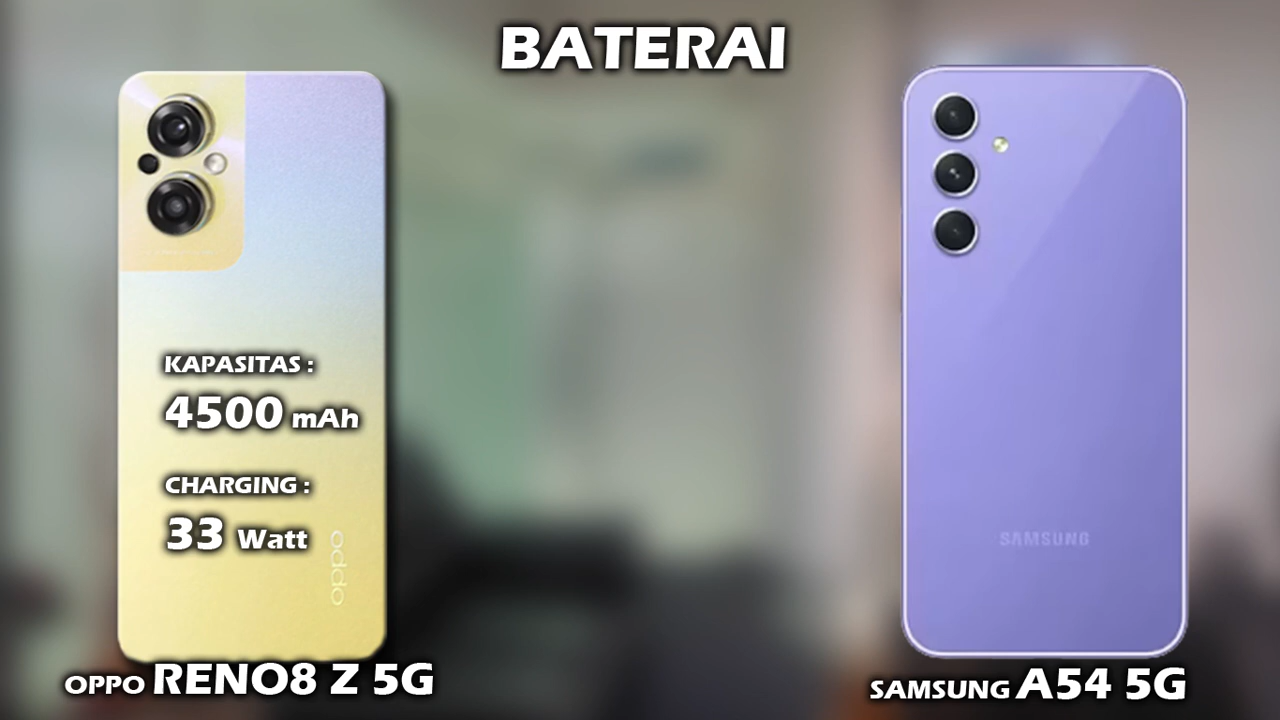 BATERAI
KAPASITAS :
4500 mAh
CHARGING :
33 Watt
oppo
OPPO RENO8 Z 5G
SAMSUNG
SAMSUNG A54 5G